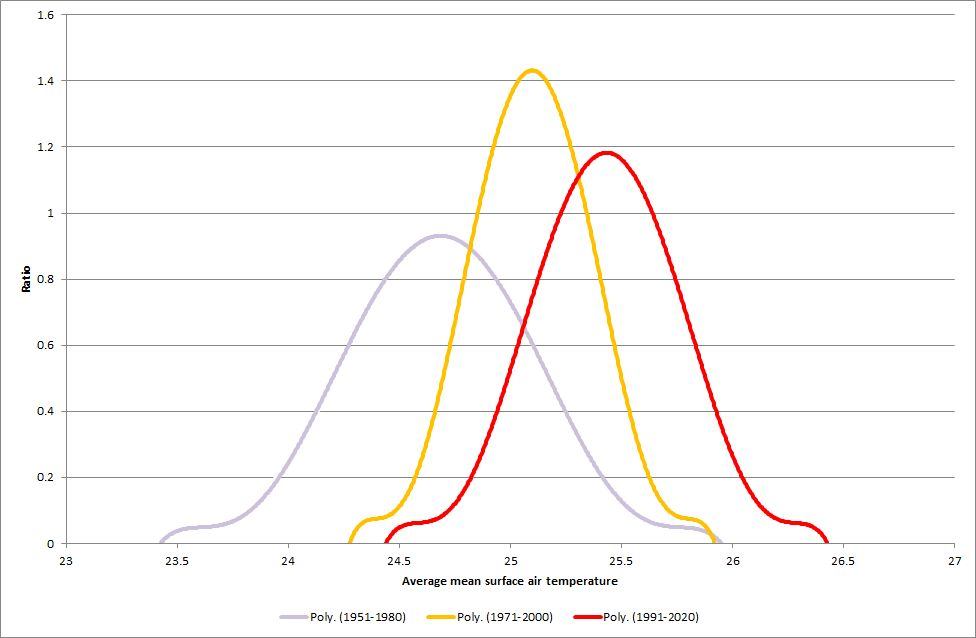 1.6
1.4
1.2
1
0.8
0.6
0.4
0.2
0
Ratio
23 23.5 24 24.5 25 25.5 26 26.5 27
Average mean surface air temperature
Poly. (1951-1980) Poly. (1971-2000) Poly. (1991-2020)